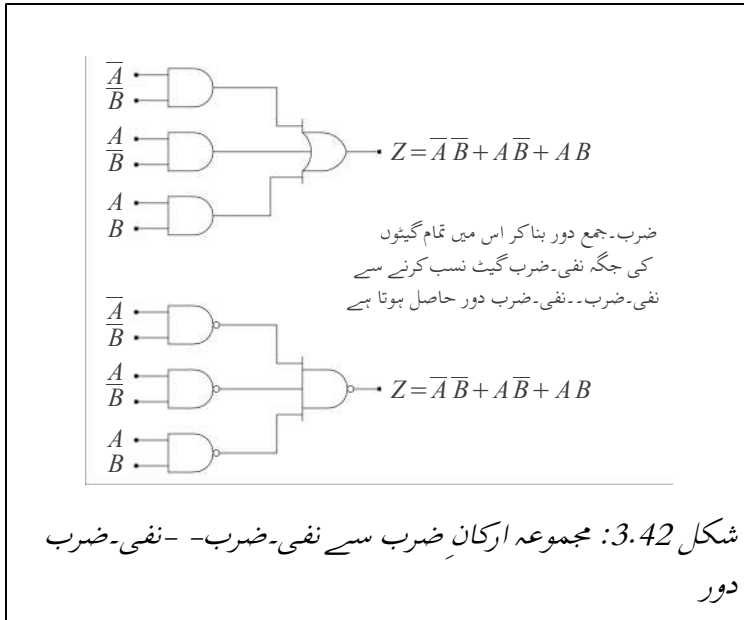 A̅
B̅
A
B̅
A
B
Z = A̅ B̅ + A B̅ + A B
ضرب۔جمع دور بنا کر اس میں تمام گیٹوں
کی جگہ نفی۔ضرب گیٹ نسب کرنے سے
نفی۔ضرب۔۔نفی۔ضرب دور حاصل ہوتا ہے
A̅
B̅
A
B̅
A
B
Z = A̅ B̅ + A B̅ + A B
شکل 3.42: مجموعہ ارکانِ ضرب سے نفی۔ضرب- -نفی۔ضرب
دور